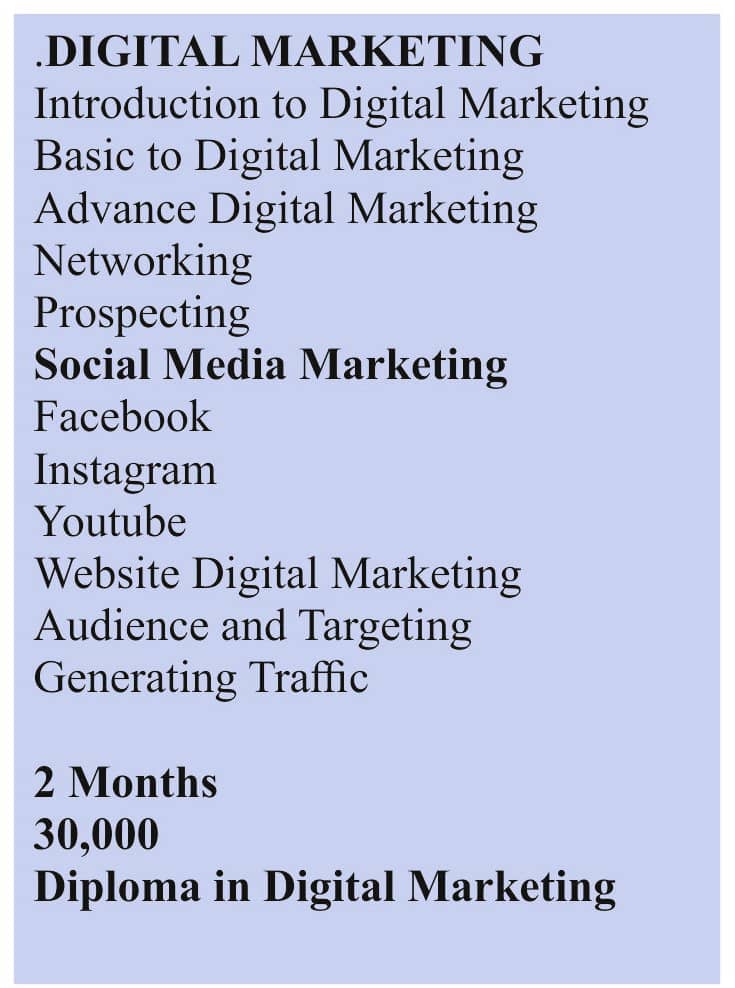 .DIGITAL MARKETING
Introduction to Digital Marketing
Basic to Digital Marketing
Advance Digital Marketing
Networking
Prospecting
Social Media Marketing
Facebook
Instagram
Youtube
Website Digital Marketing
Audience and Targeting
Generating Traffic
2 Months
30,000
Diploma in Digital Marketing